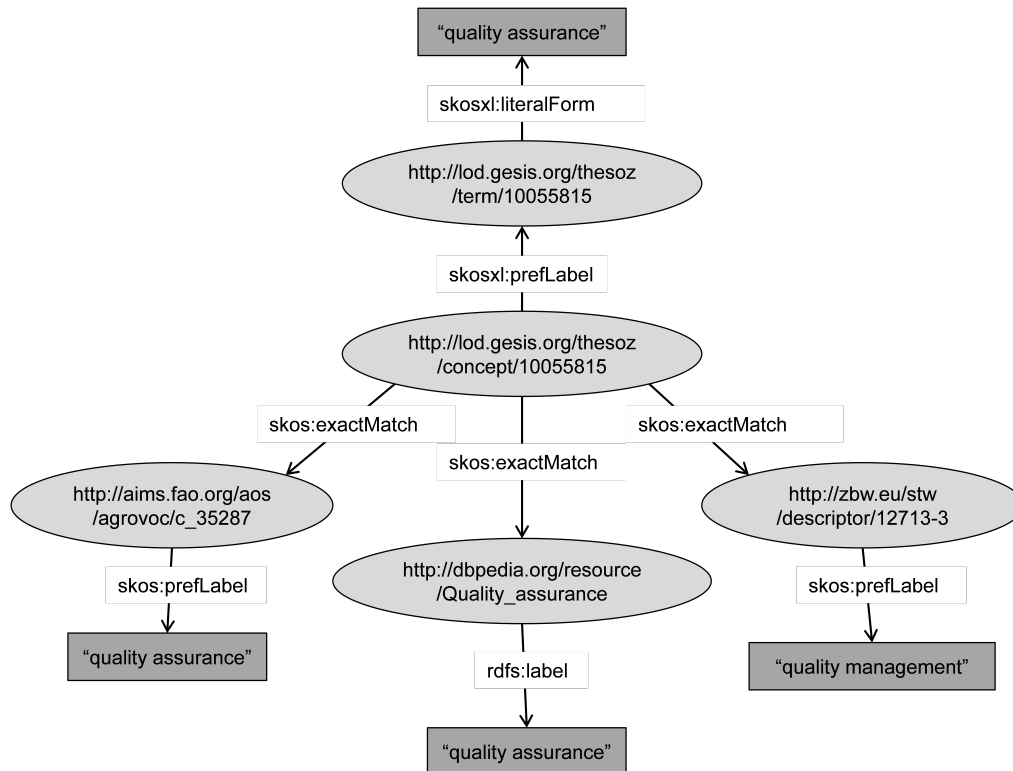 “quality assurance”
skosxl:literalForm
http://lod.gesis.org/thesoz
/term/10055815
skosxl:prefLabel
http://lod.gesis.org/thesoz
/concept/10055815
skos:exactMatch
skos:exactMatch
skos:exactMatch
http://aims.fao.org/aos
/agrovoc/c_35287
http://zbw.eu/stw
/descriptor/12713-3
http://dbpedia.org/resource
/Quality_assurance
skos:prefLabel
skos:prefLabel
“quality assurance”
rdfs:label
“quality management”
“quality assurance”